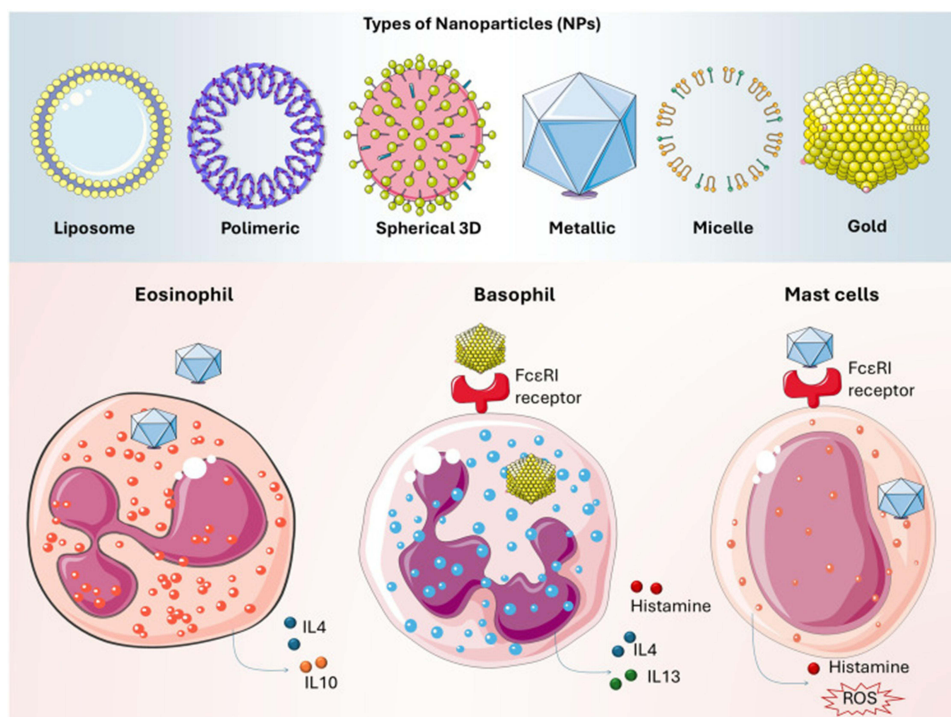 Types of Nanoparticles (NPs)
Liposome
Polimeric
Spherical 3D
Metallic
Micelle
Gold
Eosinophil
Basophil
Mast cells
FcεRI
receptor
FcεRI
receptor
IL4
IL10
Histamine
IL4
IL13
Histamine
ROS